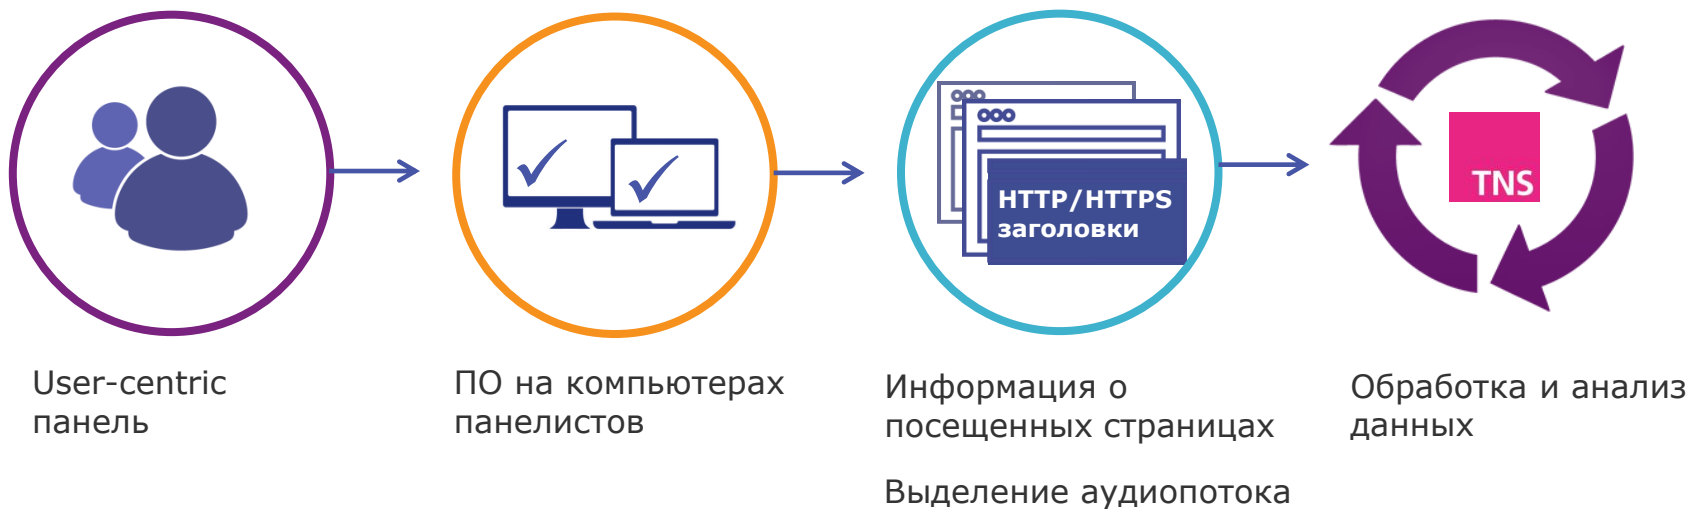 HTTP/HTTPS
заголовки
TNS
User-centric
панель
ПО на компьютерах
панелистов
Информация о
посещенных страницах
Выделение аудиопотока
Обработка и анализ
данных